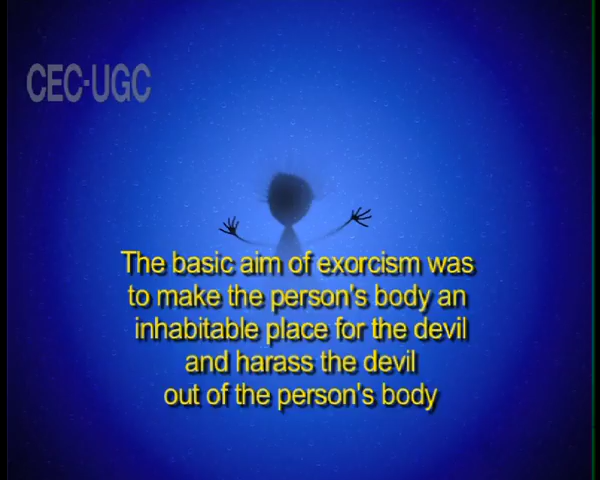 CEC-UGC
The basic aim of exorcism was
to make the person's body an
inhabitable place for the devil
and harass the devil
out of the person's body